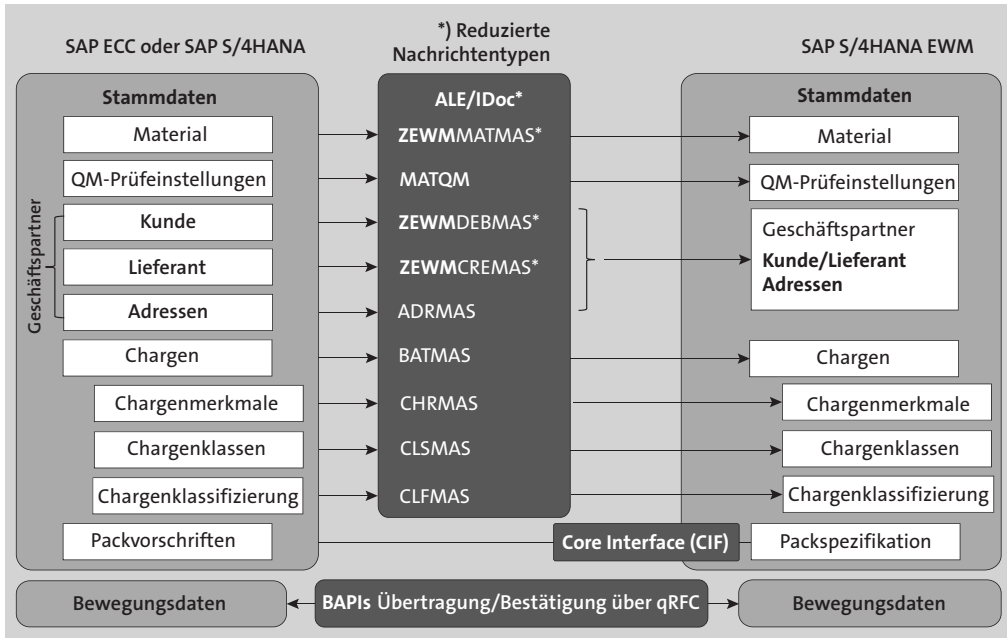 SAP ECC oder SAP S/4HANA
*) Reduzierte
Nachrichtentypen
SAP S/4HANA EWM
Stammdaten
ALE/IDoc*
Stammdaten
Material
ZEWMMATMAS*
Material
QM-Prüfeinstellungen
MATQM
QM-Prüfeinstellungen
Geschäftspartner
Kunde
ZEWMDEBMAS*
Geschäftspartner
Kunde/Lieferant
Adressen
Lieferant
ZEWMCREMAS*
Adressen
ADRMAS
Chargen
BATMAS
Chargen
Chargenmerkmale
CHRMAS
Chargenmerkmale
Chargenklassen
CLSMAS
Chargenklassen
Chargenklassifizierung
CLFMAS
Chargenklassifizierung
Packvorschriften
Core Interface (CIF)
Packspezifikation
Bewegungsdaten
BAPIs Übertragung/Bestätigung über qRFC
Bewegungsdaten